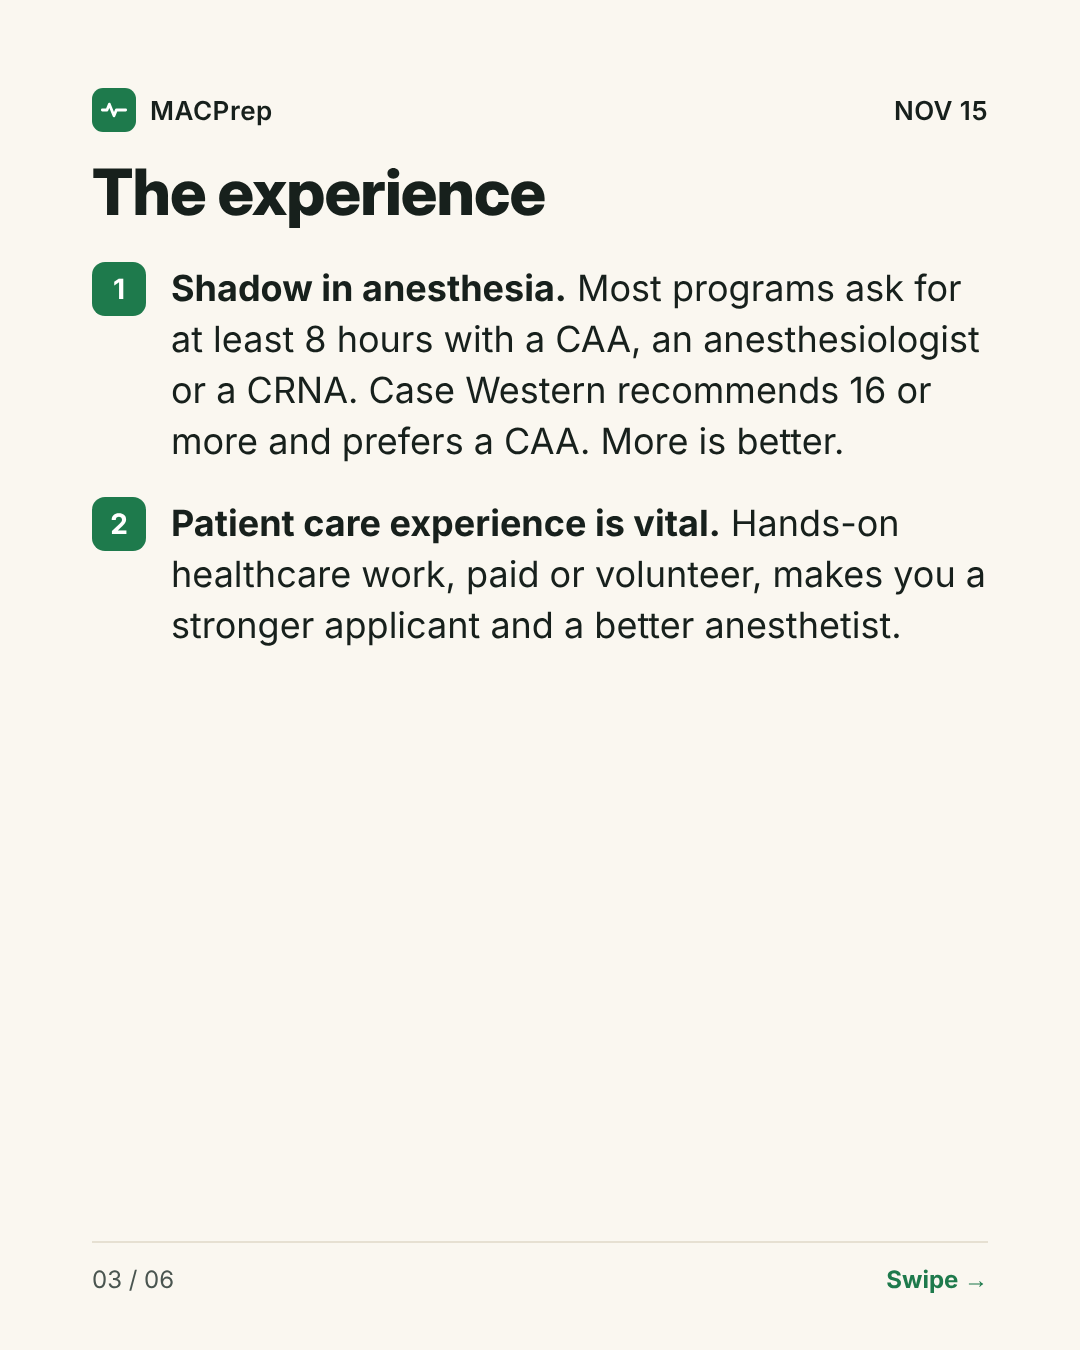 MACPrep
NOV 15
The experience
1
Shadow in anesthesia. Most programs ask for
at least 8 hours with a CAA, an anesthesiologist
or a CRNA. Case Western recommends 16 or
more and prefers a CAA. More is better.
2
Patient care experience is vital. Hands-on
healthcare work, paid or volunteer, makes you a
stronger applicant and a better anesthetist.
03 / 06
Swipe →